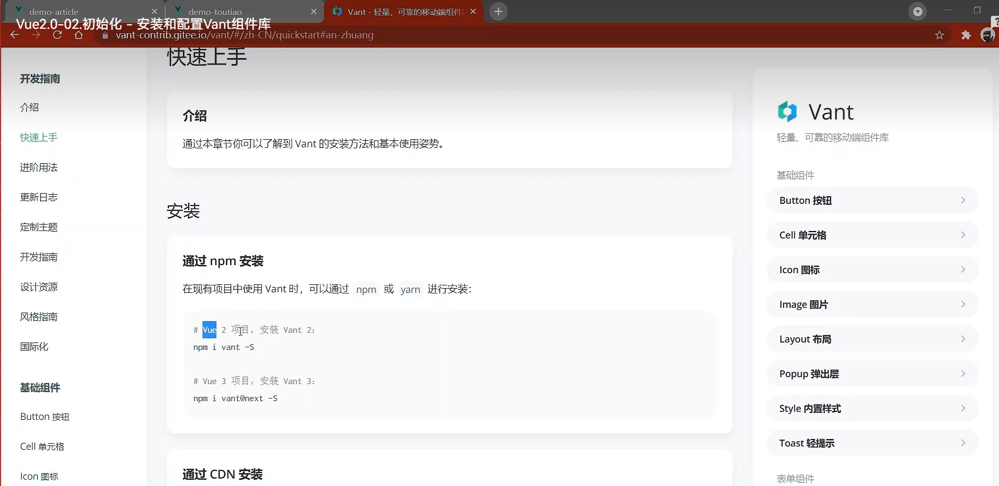 demo-article
demo-toutiao
Vant - 轻量、可靠的移动端组件
Vue2.0-02.初始化 - 安装和配置Vant组件库
vant-contrib.gitee.io/vant/#/zh-CN/quickstart#an-zhuang
开发指南
介绍
快速上手
进阶用法
更新日志
定制主题
开发指南
设计资源
风格指南
国际化
基础组件
Button 按钮
Cell 单元格
Icon 图标
快速上手
介绍
通过本章节你可以了解到 Vant 的安装方法和基本使用姿势。
安装
通过 npm 安装
在现有项目中使用 Vant 时，可以通过 npm 或 yarn 进行安装：
# Vue 2 项目，安装 Vant 2：
npm i vant -S
# Vue 3 项目，安装 Vant 3：
npm i vant@next -S
通过 CDN 安装
Vant
轻量、可靠的移动端组件库
基础组件
Button 按钮
Cell 单元格
Icon 图标
Image 图片
Layout 布局
Popup 弹出层
Style 内置样式
Toast 轻提示
表单组件